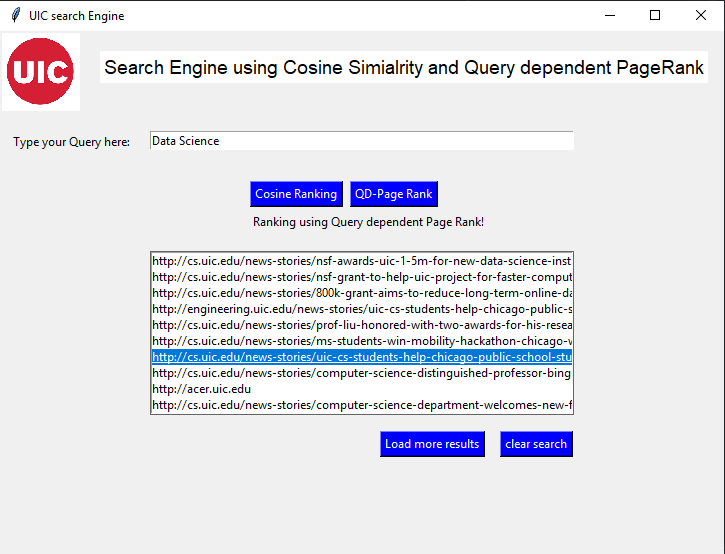 UIC search Engine
UIC
Search Engine using Cosine Simialrity and Query dependent PageRank
Type your Query here:
Data Science
Cosine Ranking
QD-Page Rank
Ranking using Query dependent Page Rank!
http://cs.uic.edu/news-stories/nsf-awards-uic-1-5m-for-new-data-science-inst
http://cs.uic.edu/news-stories/nsf-grant-to-help-uic-project-for-faster-comput
http://cs.uic.edu/news-stories/800k-grant-aims-to-reduce-long-term-online-da
http://engineering.uic.edu/news-stories/uic-cs-students-help-chicago-public-s
http://cs.uic.edu/news-stories/prof-liu-honored-with-two-awards-for-his-resea
http://cs.uic.edu/news-stories/ms-students-win-mobility-hackathon-chicago-v
http://cs.uic.edu/news-stories/uic-cs-students-help-chicago-public-school-stu
http://cs.uic.edu/news-stories/computer-science-distinguished-professor-bing
http://acer.uic.edu
http://cs.uic.edu/news-stories/computer-science-department-welcomes-new-f
Load more results
clear search